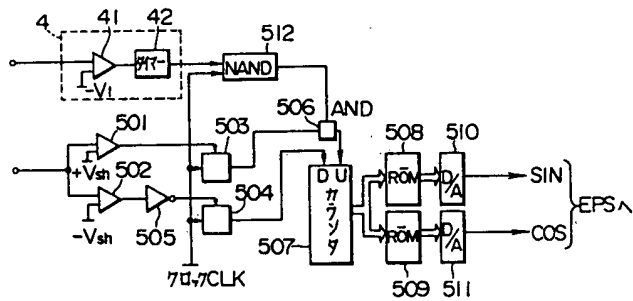 4
41
42
タイマー
-V1
512
NAND
506
AND
501
+Vsh
503
502
-Vsh
505
504
D U
カウンタ
507
508
ROM
510
D/A
SIN
509
ROM
511
D/A
COS
EPSへ
クロックCLK